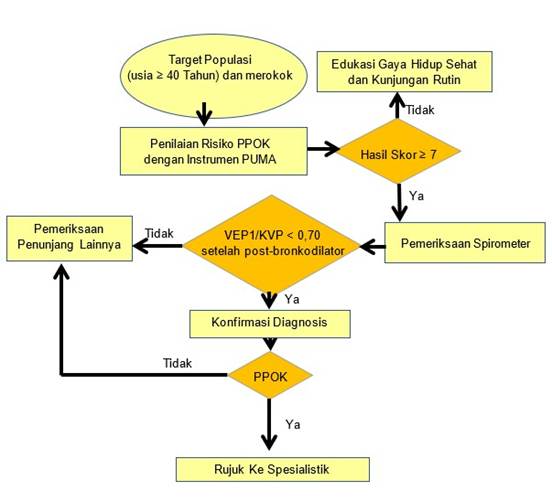 Target Populasi
(usia ≥ 40 Tahun) dan merokok
Edukasi Gaya Hidup Sehat
dan Kunjungan Rutin
Tidak
Penilaian Risiko PPOK
dengan Instrumen PUMA
Hasil Skor ≥ 7
Ya
Pemeriksaan
Penunjang Lainnya
Tidak
VEP1/KVP < 0,70
setelah post-bronkodilator
Pemeriksaan Spirometer
Ya
Konfirmasi Diagnosis
Tidak
PPOK
Ya
Rujuk Ke Spesialistik